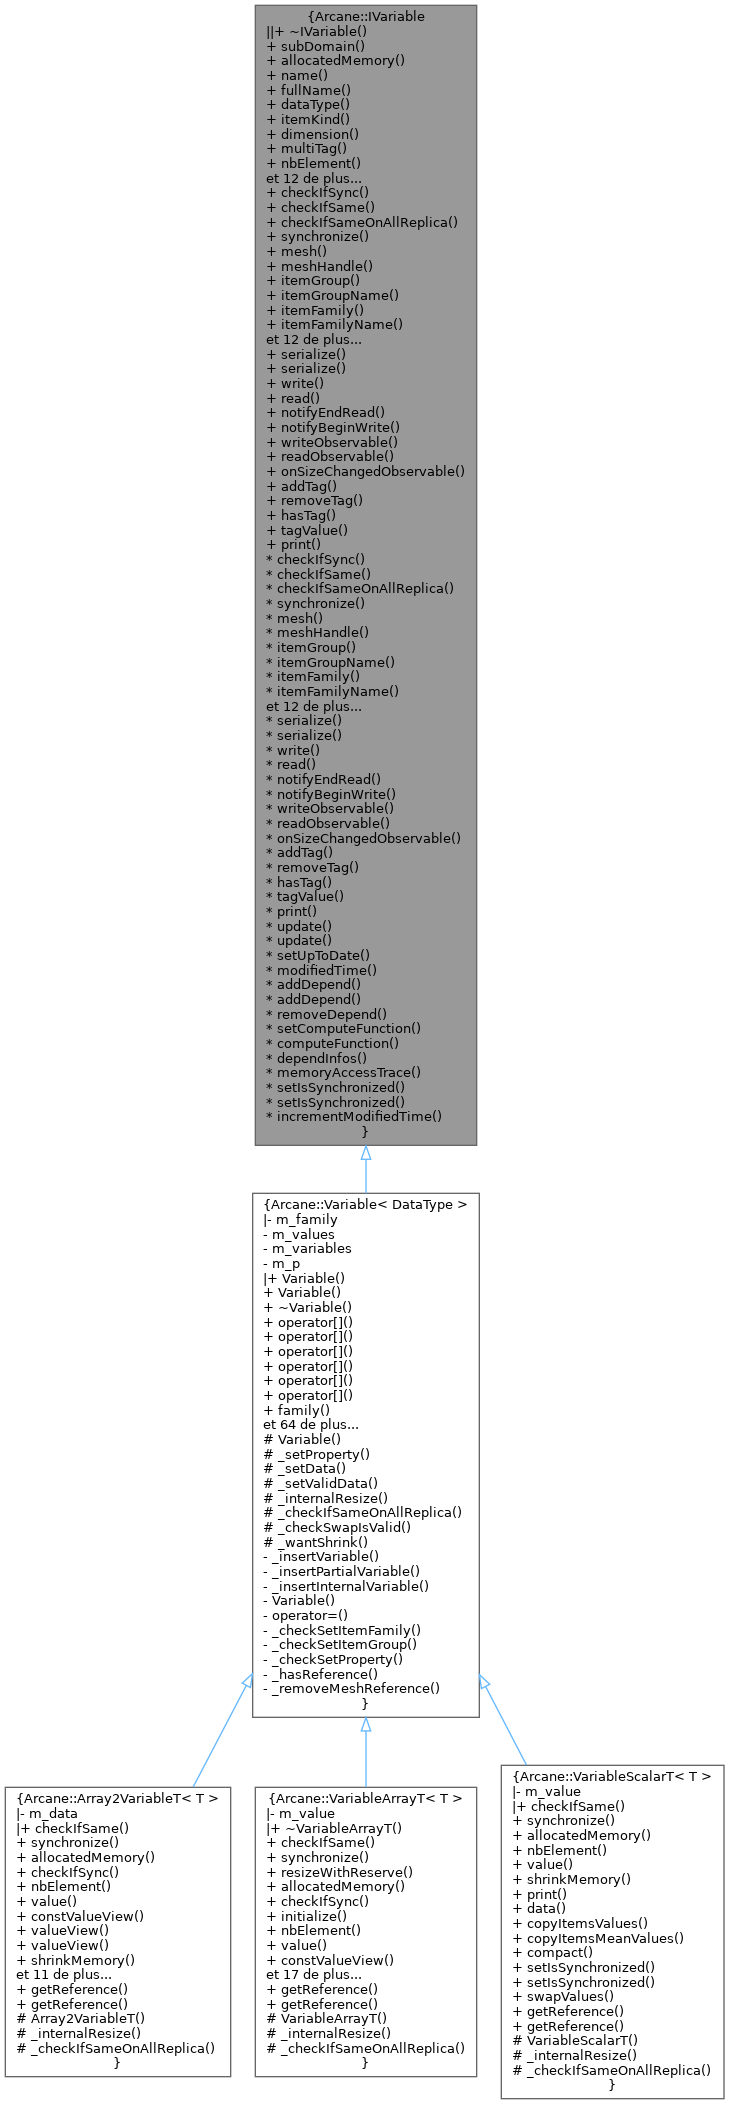 {Arcane::IVariable
||+ ~IVariable()
+ subDomain()
+ allocatedMemory()
+ name()
+ fullName()
+ dataType()
+ itemKind()
+ dimension()
+ multiTag()
+ nbElement()
et 12 de plus...
+ checkIfSync()
+ checkIfSame()
+ checkIfSameOnAllReplica()
+ synchronize()
+ mesh()
+ meshHandle()
+ itemGroup()
+ itemGroupName()
+ itemFamily()
+ itemFamilyName()
et 12 de plus...
+ serialize()
+ serialize()
+ write()
+ read()
+ notifyEndRead()
+ notifyBeginWrite()
+ writeObservable()
+ readObservable()
+ onSizeChangedObservable()
+ addTag()
+ removeTag()
+ hasTag()
+ tagValue()
+ print()
* checkIfSync()
* checkIfSame()
* checkIfSameOnAllReplica()
* synchronize()
* mesh()
* meshHandle()
* itemGroup()
* itemGroupName()
* itemFamily()
* itemFamilyName()
et 12 de plus...
* serialize()
* serialize()
* write()
* read()
* notifyEndRead()
* notifyBeginWrite()
* writeObservable()
* readObservable()
* onSizeChangedObservable()
* addTag()
* removeTag()
* hasTag()
* tagValue()
* print()
* update()
* update()
* setUpToDate()
* modifiedTime()
* addDepend()
* addDepend()
* removeDepend()
* setComputeFunction()
* computeFunction()
* dependInfos()
* memoryAccessTrace()
* setIsSynchronized()
* setIsSynchronized()
* incrementModifiedTime()
}
{Arcane::Variable< DataType >
|- m_family
- m_values
- m_variables
- m_p
|+ Variable()
+ Variable()
+ ~Variable()
+ operator[]()
+ operator[]()
+ operator[]()
+ operator[]()
+ operator[]()
+ operator[]()
+ family()
et 64 de plus...
# Variable()
# _setProperty()
# _setData()
# _setValidData()
# _internalResize()
# _checkIfSameOnAllReplica()
# _checkSwapIsValid()
# _wantShrink()
- _insertVariable()
- _insertPartialVariable()
- _insertInternalVariable()
- Variable()
- operator=()
- _checkSetItemFamily()
- _checkSetItemGroup()
- _checkSetProperty()
- _hasReference()
- _removeMeshReference()
}
{Arcane::Array2VariableT< T >
|- m_data
|+ checkIfSame()
+ synchronize()
+ allocatedMemory()
+ checkIfSync()
+ nbElement()
+ value()
+ constValueView()
+ valueView()
+ valueView()
+ shrinkMemory()
et 11 de plus...
+ getReference()
+ getReference()
# Array2VariableT()
# _internalResize()
# _checkIfSameOnAllReplica()
}
{Arcane::VariableArrayT< T >
|- m_value
|+ ~VariableArrayT()
+ checkIfSame()
+ synchronize()
+ resizeWithReserve()
+ allocatedMemory()
+ checkIfSync()
+ initialize()
+ nbElement()
+ value()
+ constValueView()
et 17 de plus...
+ getReference()
+ getReference()
# VariableArrayT()
# _internalResize()
# _checkIfSameOnAllReplica()
}
{Arcane::VariableScalarT< T >
|- m_value
|+ checkIfSame()
+ synchronize()
+ allocatedMemory()
+ nbElement()
+ value()
+ shrinkMemory()
+ print()
+ data()
+ copyItemsValues()
+ copyItemsMeanValues()
+ compact()
+ setIsSynchronized()
+ setIsSynchronized()
+ swapValues()
+ getReference()
+ getReference()
# VariableScalarT()
# _internalResize()
# _checkIfSameOnAllReplica()
}